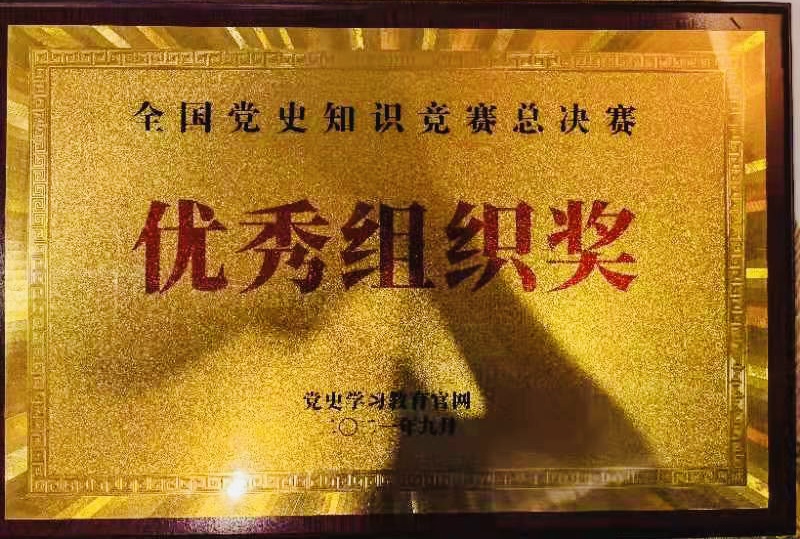 全国党史知识竞赛总决赛
优秀组织奖
党史学习教育官网
二〇二一年九月